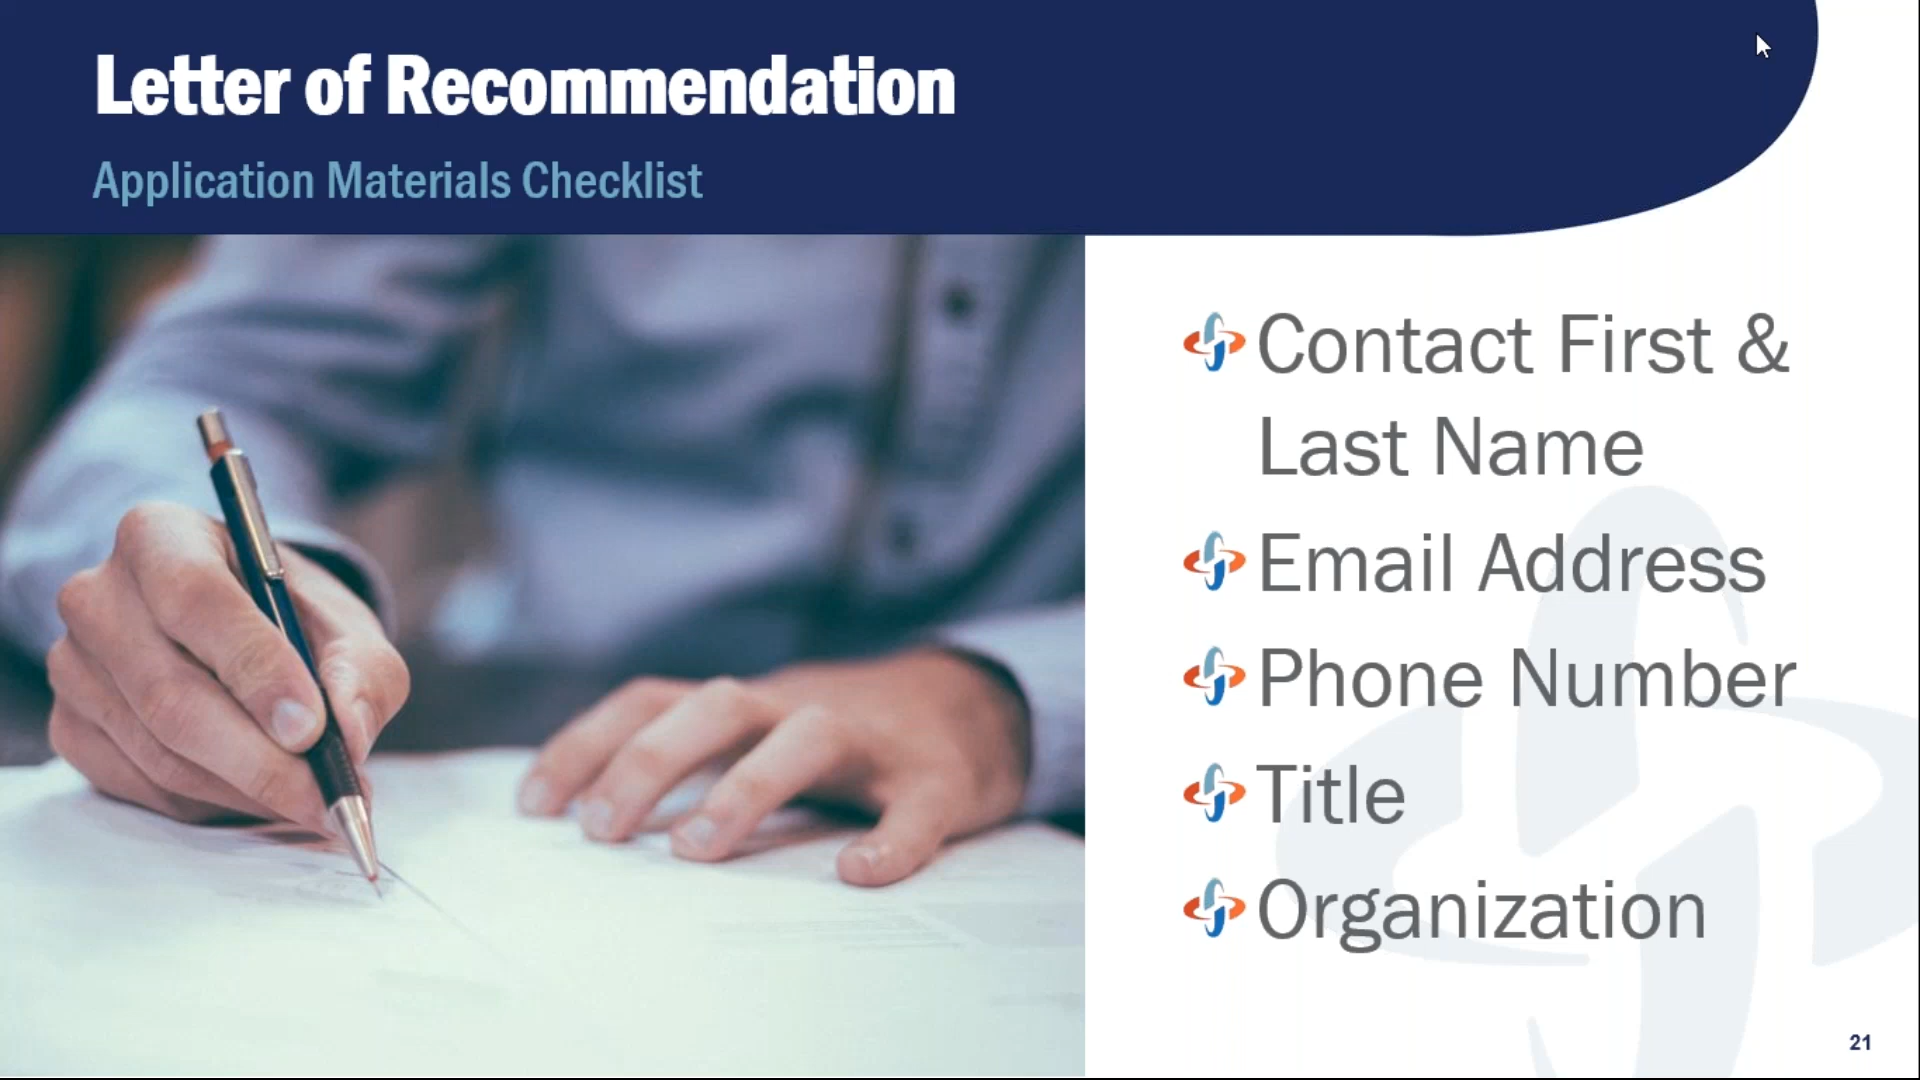 Letter of Recommendation
Application Materials Checklist
Contact First &
Last Name
Email Address
Phone Number
Title
Organization
21